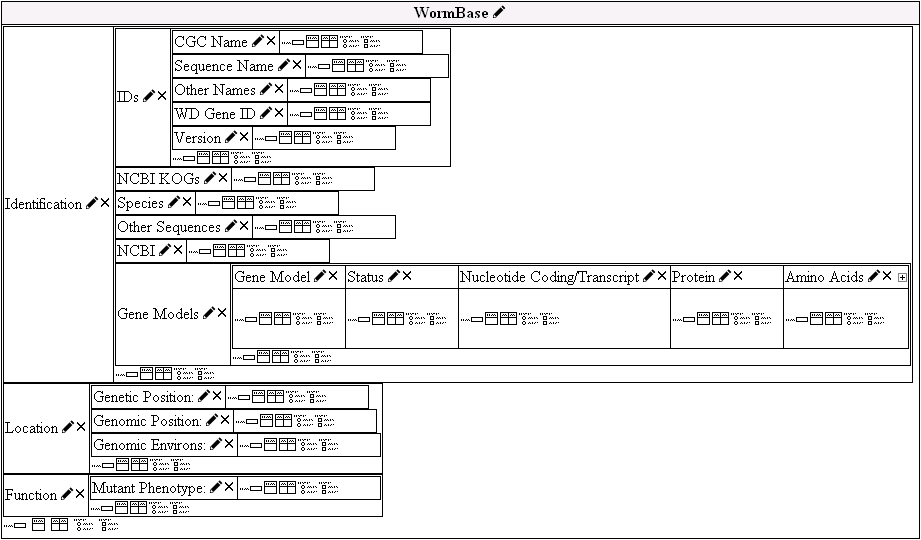 WormBase
CGC Name
Sequence Name
Other Names
IDs
WD Gene ID
Version
NCBI KOGs
Identification
Species
Other Sequences
NCBI
Gene Model Status Nucleotide Coding/Transcript Protein Amino Acids
Gene Models
Genetic Position:
Location
Genomic Position:
Genomic Environs:
Function
Mutant Phenotype: